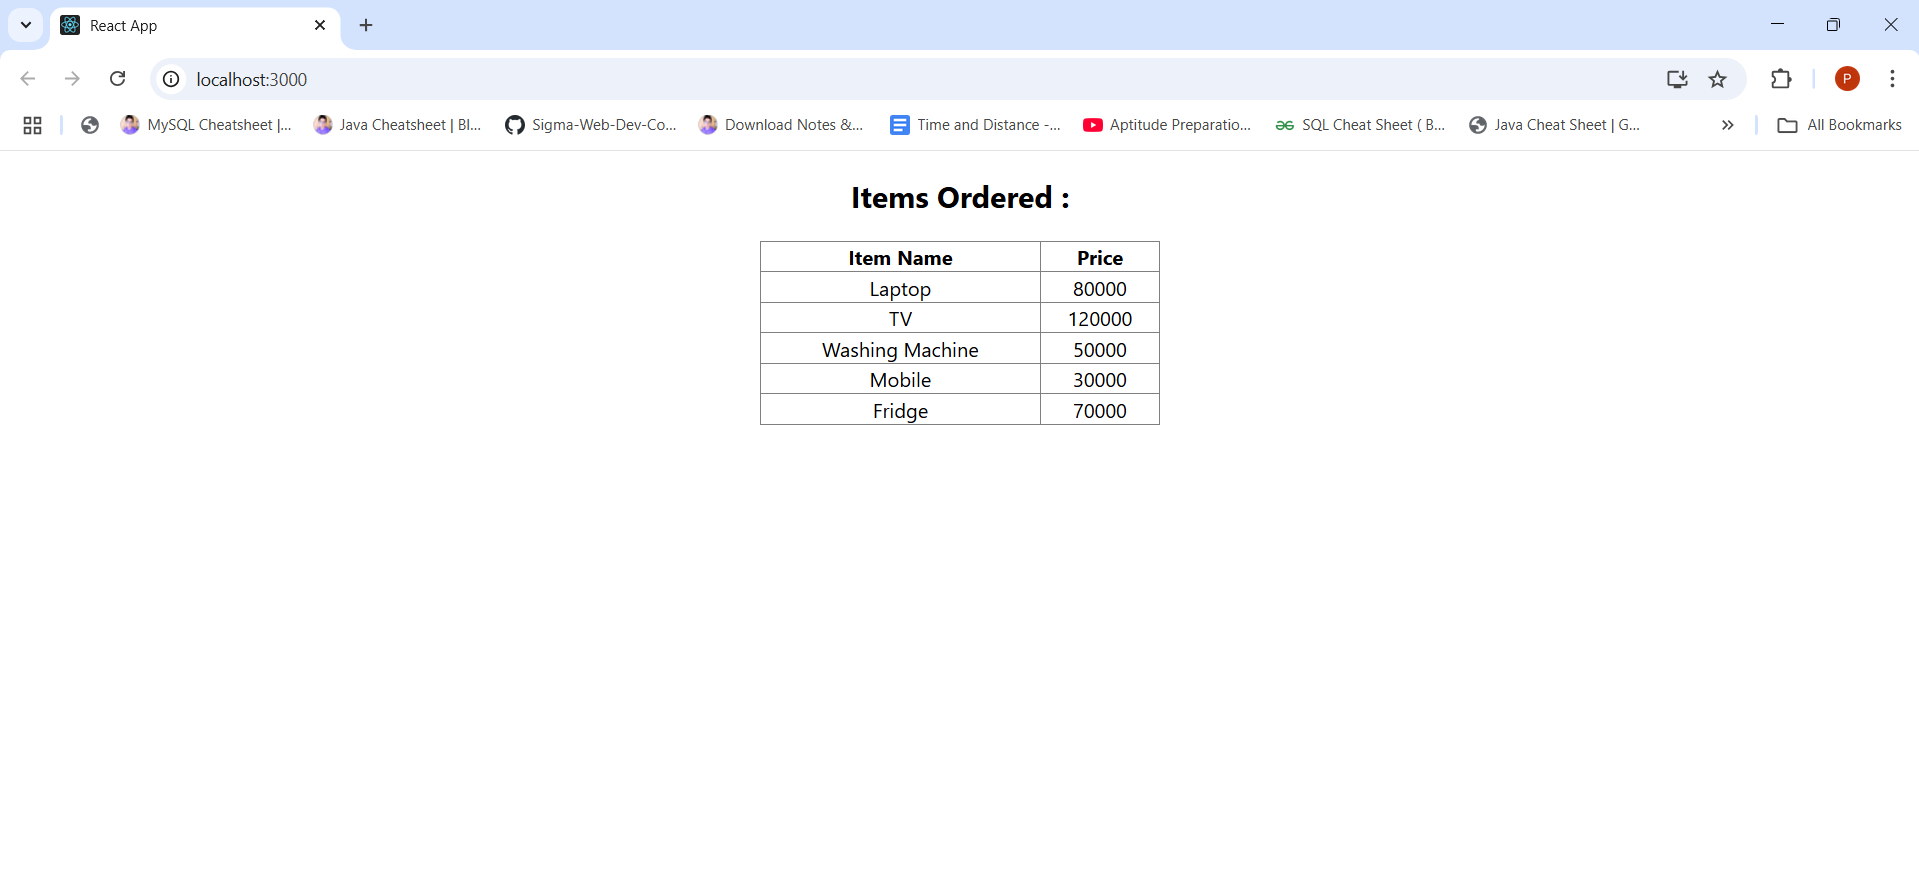 React App
localhost:3000
MySQL Cheatsheet |... Java Cheatsheet | Bl... Sigma-Web-Dev-Co... Download Notes &... Time and Distance -... Aptitude Preparatio... SQL Cheat Sheet ( B... Java Cheat Sheet | G... All Bookmarks
P
Items Ordered :
Item Name Price
Laptop 80000
TV 120000
Washing Machine 50000
Mobile 30000
Fridge 70000